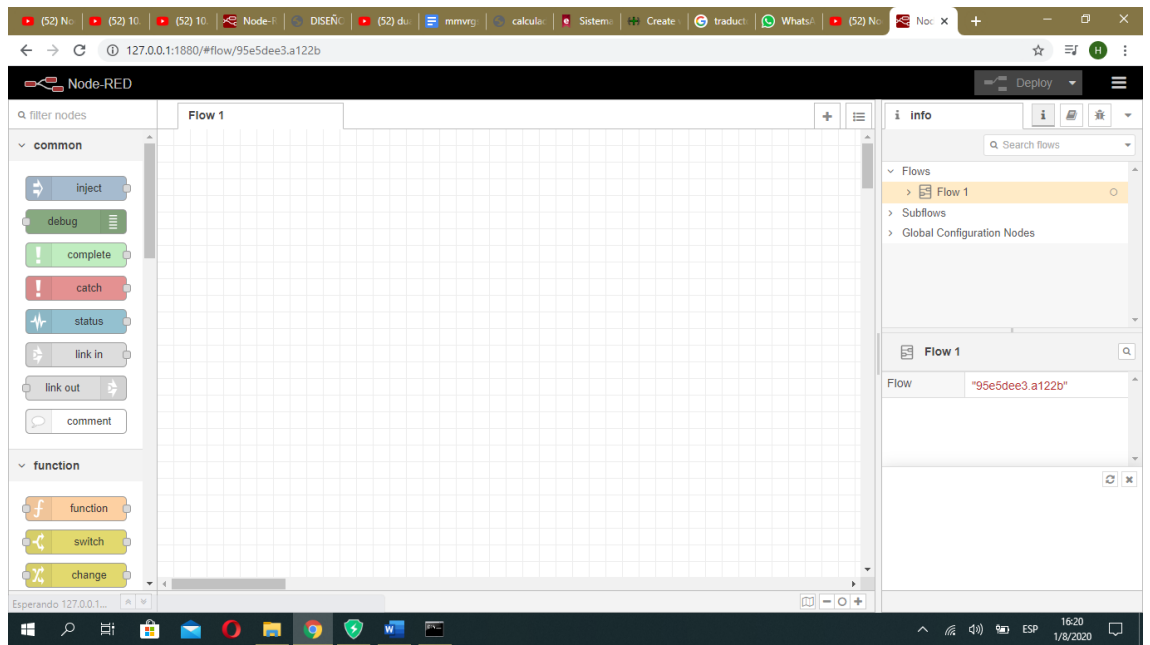 (52) No
(52) 10.
(52) 10.
Node-R
DISEÑO
(52) du
mmvrg
calculac
Sistema
Create
traducto
WhatsA
(52) No
Noc
127.0.0.1:1880/#flow/95e5dee3.a122b
H
Node-RED
Deploy
filter nodes
Flow 1
i info
i
common
Search flows
inject
Flows
Flow 1
debug
Subflows
Global Configuration Nodes
complete
catch
status
link in
Flow 1
link out
Flow
"95e5dee3.a122b"
comment
function
f
function
switch
change
Esperando 127.0.0.1...
ESP
16:20
1/8/2020